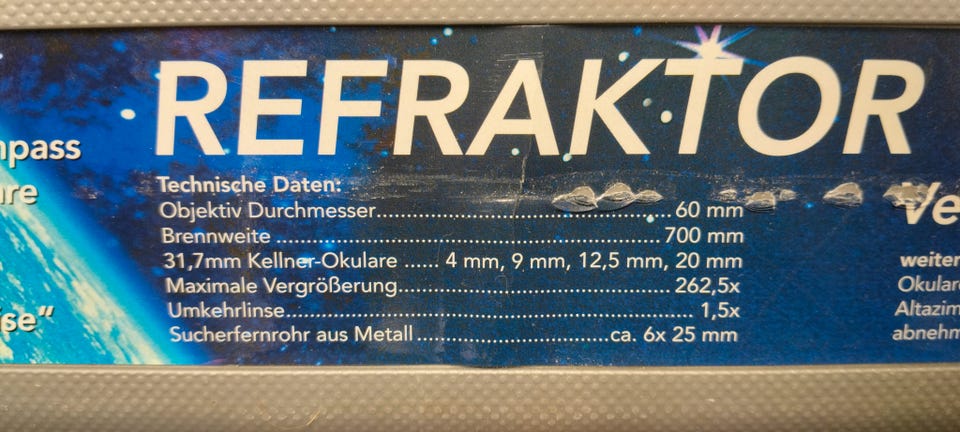 REFRAKTOR
Technische Daten:
Objektiv Durchmesser.......................................................... 60 mm
Brennweite .............................................................. 700 mm
31,7mm Kellner-Okulare ...... 4 mm, 9 mm, 12,5 mm, 20 mm
Maximale Vergrößerung.............................................. 262,5x
Umkehrlinse..................................................................... 1,5x
Sucherfernrohr aus Metall ................................ca. 6x 25 mm
weiter